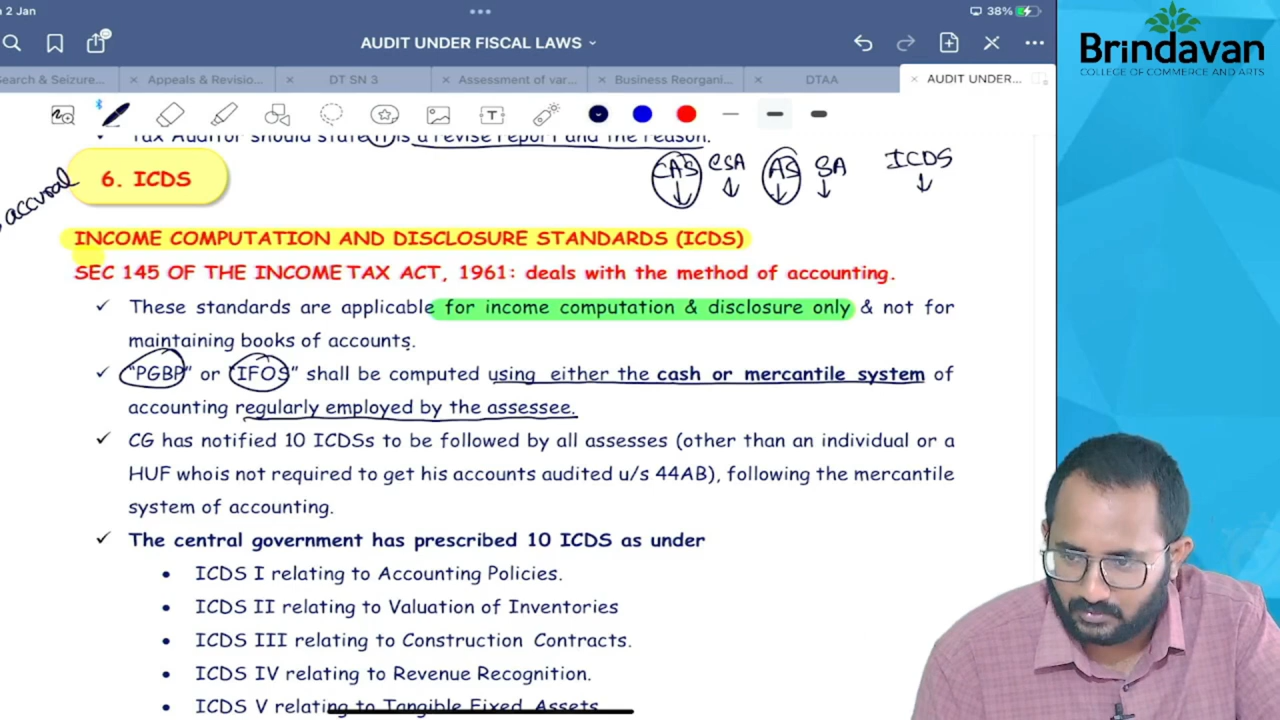 2 Jan
38%
AUDIT UNDER FISCAL LAWS
Brindavan
COLLEGE OF COMMERCE AND ARTS
earch & Seizure...
Appeals & Revisio...
DT SN 3
Assessment of var...
Business Reorgani...
DTAA
AUDIT UNDER...
Tax Auditor should state it is a revise report and the reason.
CAS CSA AS SA ICDS
accrual
6. ICDS
INCOME COMPUTATION AND DISCLOSURE STANDARDS (ICDS)
SEC 145 OF THE INCOME TAX ACT, 1961: deals with the method of accounting.
✓ These standards are applicable for income computation & disclosure only & not for
maintaining books of accounts.
✓ "PGBP" or "IFOS" shall be computed using either the cash or mercantile system of
accounting regularly employed by the assessee.
✓ CG has notified 10 ICDSs to be followed by all assesses (other than an individual or a
HUF whois not required to get his accounts audited u/s 44AB), following the mercantile
system of accounting.
✓ The central government has prescribed 10 ICDS as under
• ICDS I relating to Accounting Policies.
• ICDS II relating to Valuation of Inventories
• ICDS III relating to Construction Contracts.
• ICDS IV relating to Revenue Recognition.
• ICDS V relating to Tangible Fixed Assets